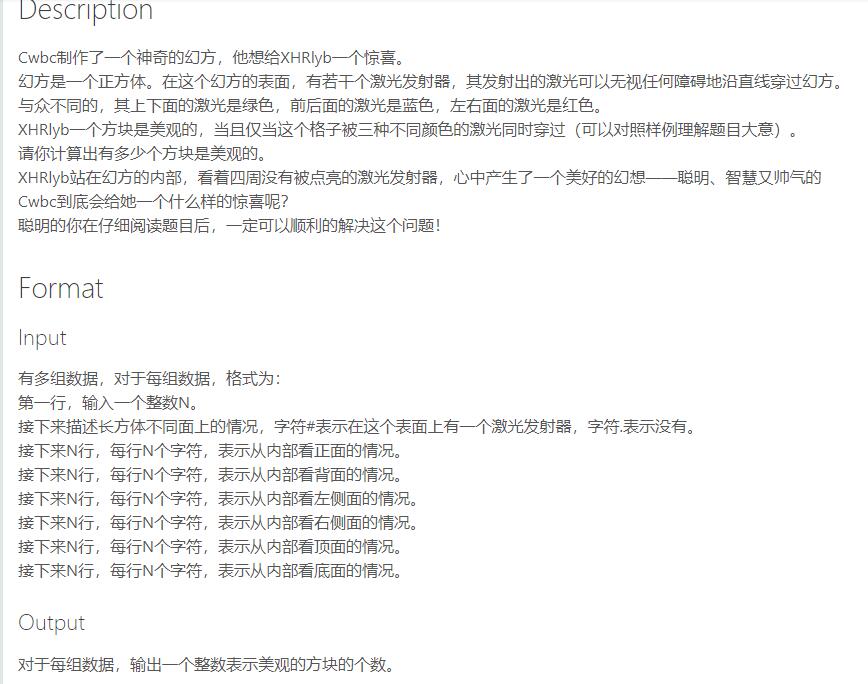 Description
Cwbc制作了一个神奇的幻方，他想给XHRlyb一个惊喜。
幻方是一个正方体。在这个幻方的表面，有若干个激光发射器，其发射出的激光可以无视任何障碍地沿直线穿过幻方。
与众不同的，其上下面的激光是绿色，前后面的激光是蓝色，左右面的激光是红色。
XHRlyb一个方块是美观的，当且仅当这个格子被三种不同颜色的激光同时穿过（可以对照样例理解题目大意）。
请你计算出有多少个方块是美观的。
XHRlyb站在幻方的内部，看着四周没有被点亮的激光发射器，心中产生了一个美好的幻想——聪明、智慧又帅气的
Cwbc到底会给她一个什么样的惊喜呢？
聪明的你在仔细阅读题目后，一定可以顺利的解决这个问题！
Format
Input
有多组数据，对于每组数据，格式为：
第一行，输入一个整数N。
接下来描述长方体不同面上的情况，字符#表示在这个表面上有一个激光发射器，字符.表示没有。
接下来N行，每行N个字符，表示从内部看正面的情况。
接下来N行，每行N个字符，表示从内部看背面的情况。
接下来N行，每行N个字符，表示从内部看左侧面的情况。
接下来N行，每行N个字符，表示从内部看右侧面的情况。
接下来N行，每行N个字符，表示从内部看顶面的情况。
接下来N行，每行N个字符，表示从内部看底面的情况。
Output
对于每组数据，输出一个整数表示美观的方块的个数。